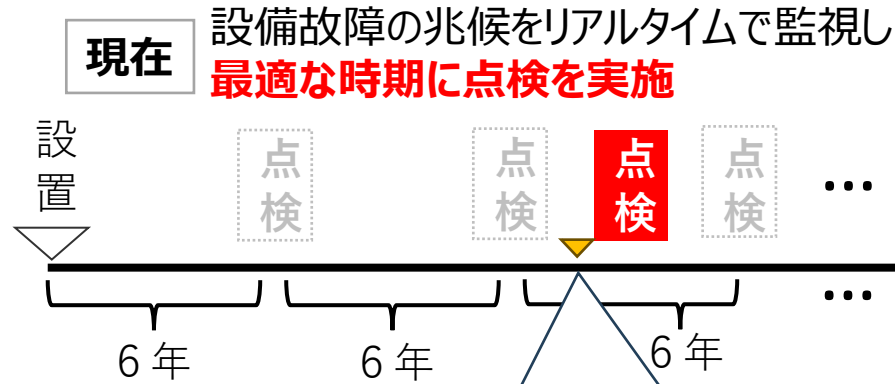 現在
設備故障の兆候をリアルタイムで監視し
最適な時期に点検を実施
設置
点検
点検
点検
点検
…
…
6年
6年
6年